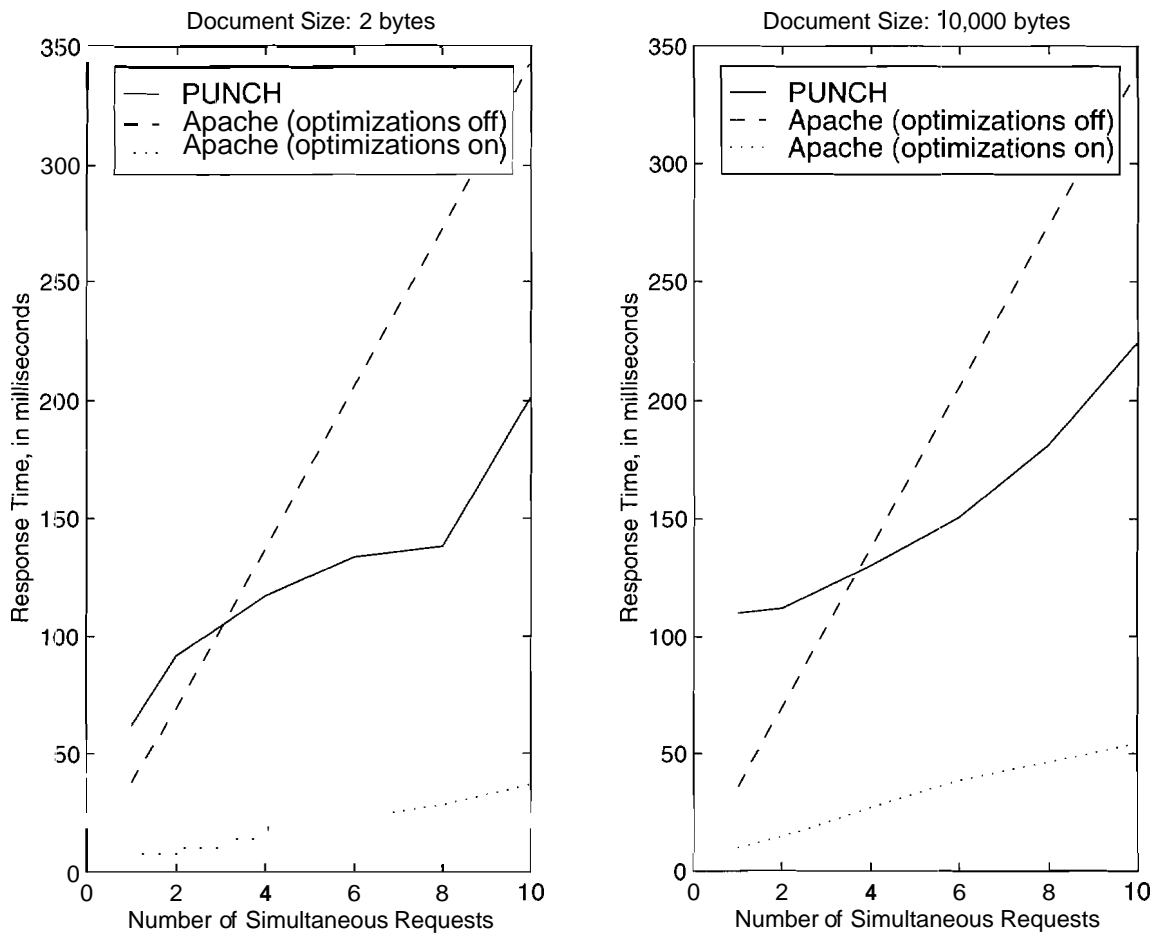 Document Size: 2 bytes
350
300
250
200
150
100
50
0
0 2 4 6 8 10
Response Time, in milliseconds
Number of Simultaneous Requests
PUNCH
Apache (optimizations off)
Apache (optimizations on)
Document Size: 10,000 bytes
350
300
250
200
150
100
50
0
0 2 4 6 8 10
Response Time, in milliseconds
Number of Simultaneous Requests
PUNCH
Apache (optimizations off)
Apache (optimizations on)